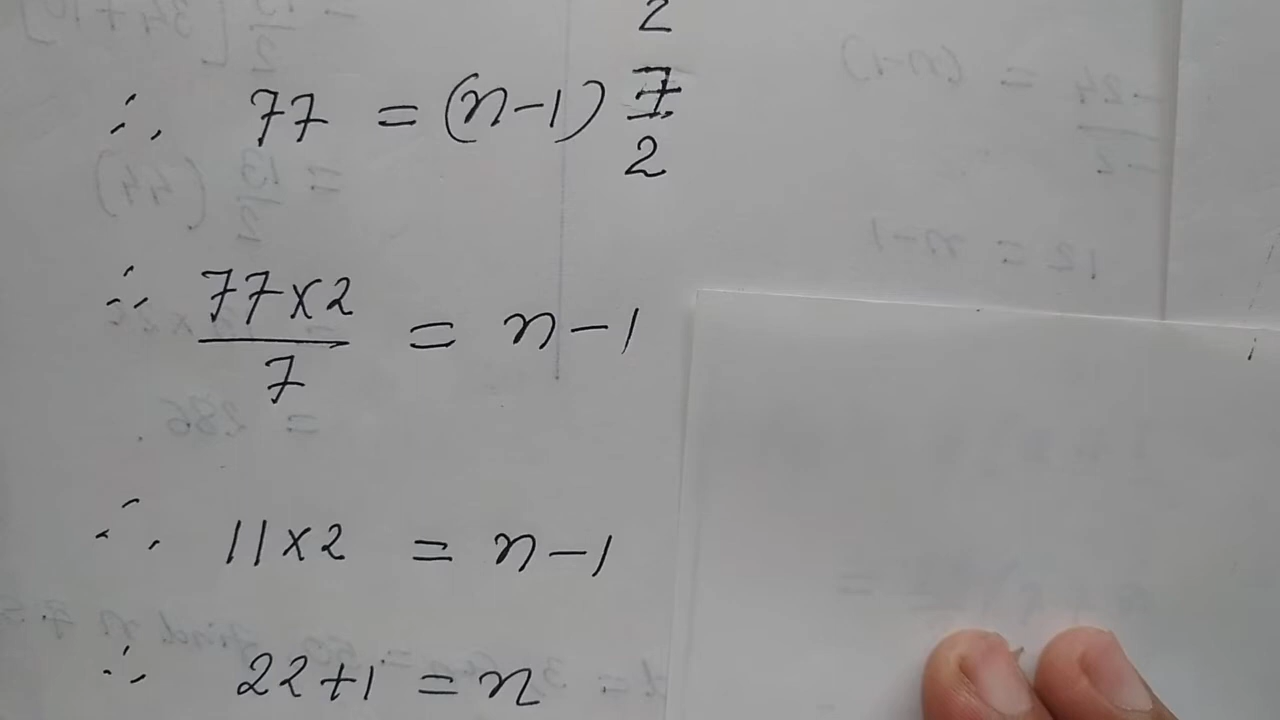 2
∴ 77 = (n-1) 7/2
∴ 77×2/7 = n-1
∴ 11×2 = n-1
∴ 22+1 = n